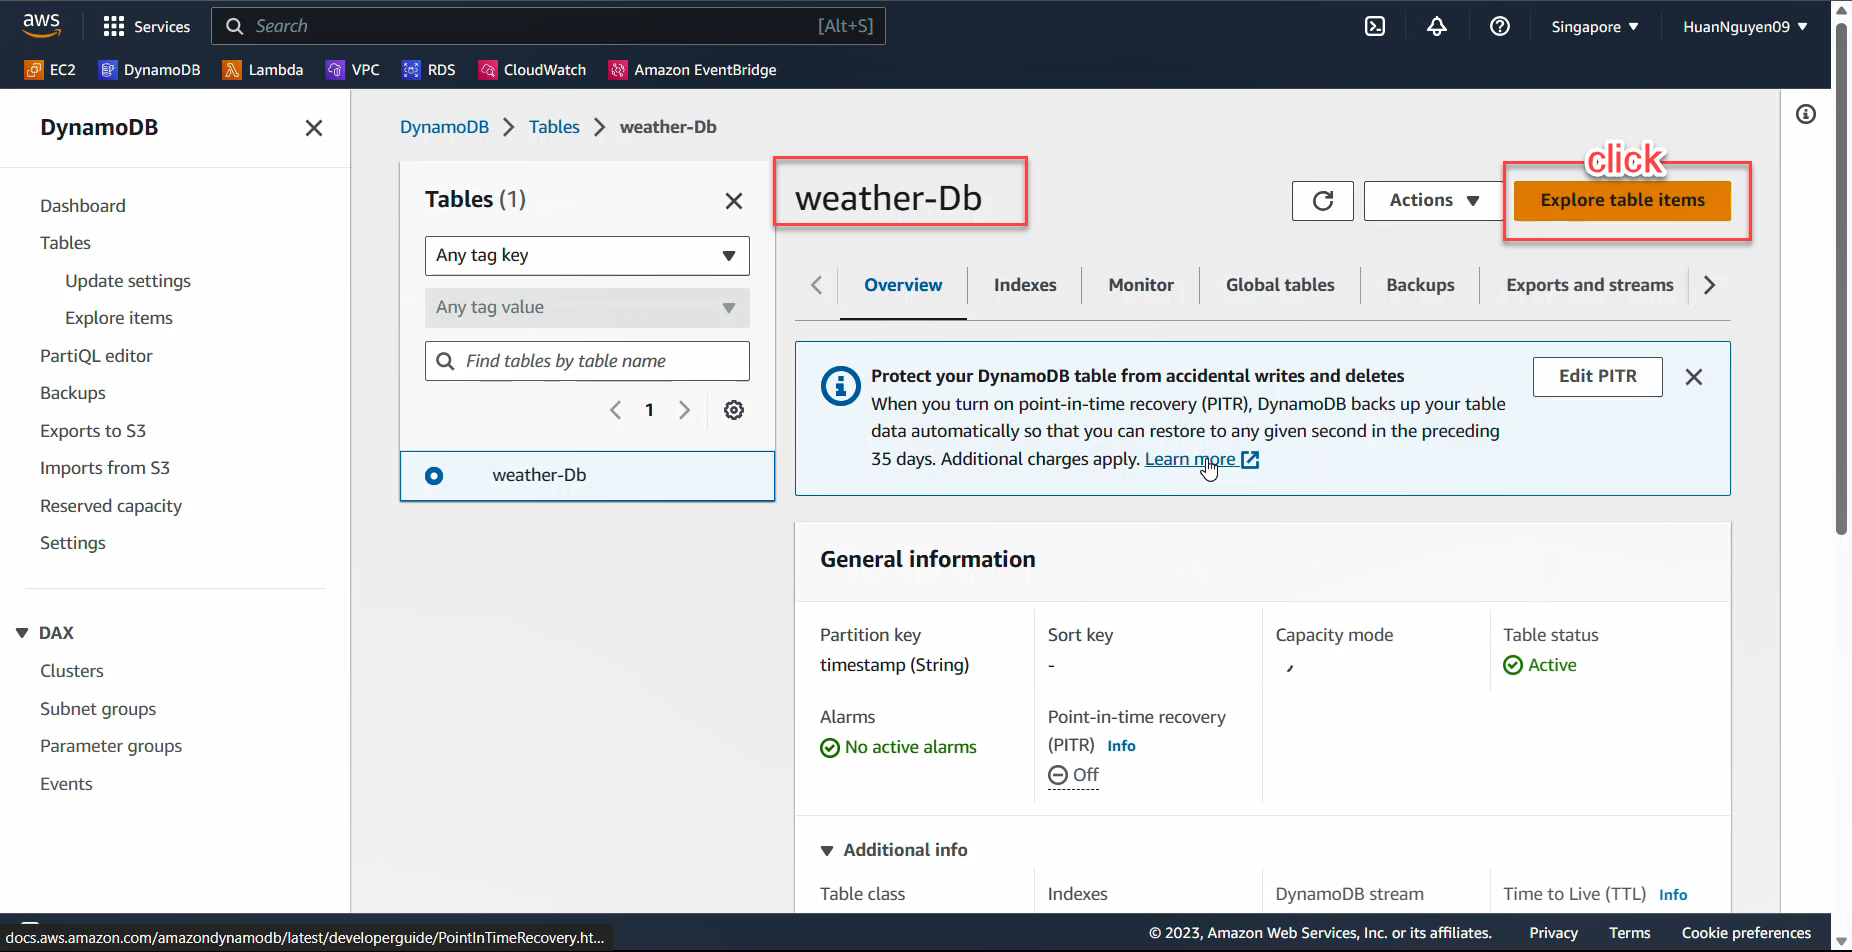 aws
Services
Search
[Alt+S]
Singapore
HuanNguyen09
EC2
DynamoDB
Lambda
VPC
RDS
CloudWatch
Amazon EventBridge
DynamoDB
Dashboard
Tables
Update settings
Explore items
PartiQL editor
Backups
Exports to S3
Imports from S3
Reserved capacity
Settings
DAX
Clusters
Subnet groups
Parameter groups
Events
DynamoDB
Tables
weather-Db
Tables (1)
Any tag key
Any tag value
Find tables by table name
1
weather-Db
weather-Db
Actions
click
Explore table items
Overview
Indexes
Monitor
Global tables
Backups
Exports and streams
Protect your DynamoDB table from accidental writes and deletes
When you turn on point-in-time recovery (PITR), DynamoDB backs up your table
data automatically so that you can restore to any given second in the preceding
35 days. Additional charges apply. Learn more
Edit PITR
General information
Partition key
timestamp (String)
Sort key
-
Capacity mode
Table status
Active
Alarms
No active alarms
Point-in-time recovery
(PITR) Info
Off
Additional info
Table class
Indexes
DynamoDB stream
Time to Live (TTL) Info
docs.aws.amazon.com/amazondynamodb/latest/developerguide/PointInTimeRecovery.ht...
© 2023, Amazon Web Services, Inc. or its affiliates.
Privacy
Terms
Cookie preferences